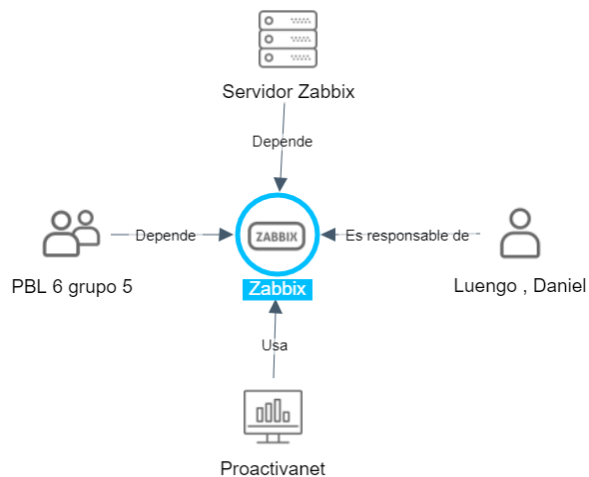 Servidor Zabbix
Depende
PBL 6 grupo 5
Depende
ZABBIX
Zabbix
Es responsable de
Luengo , Daniel
Usa
Proactivanet